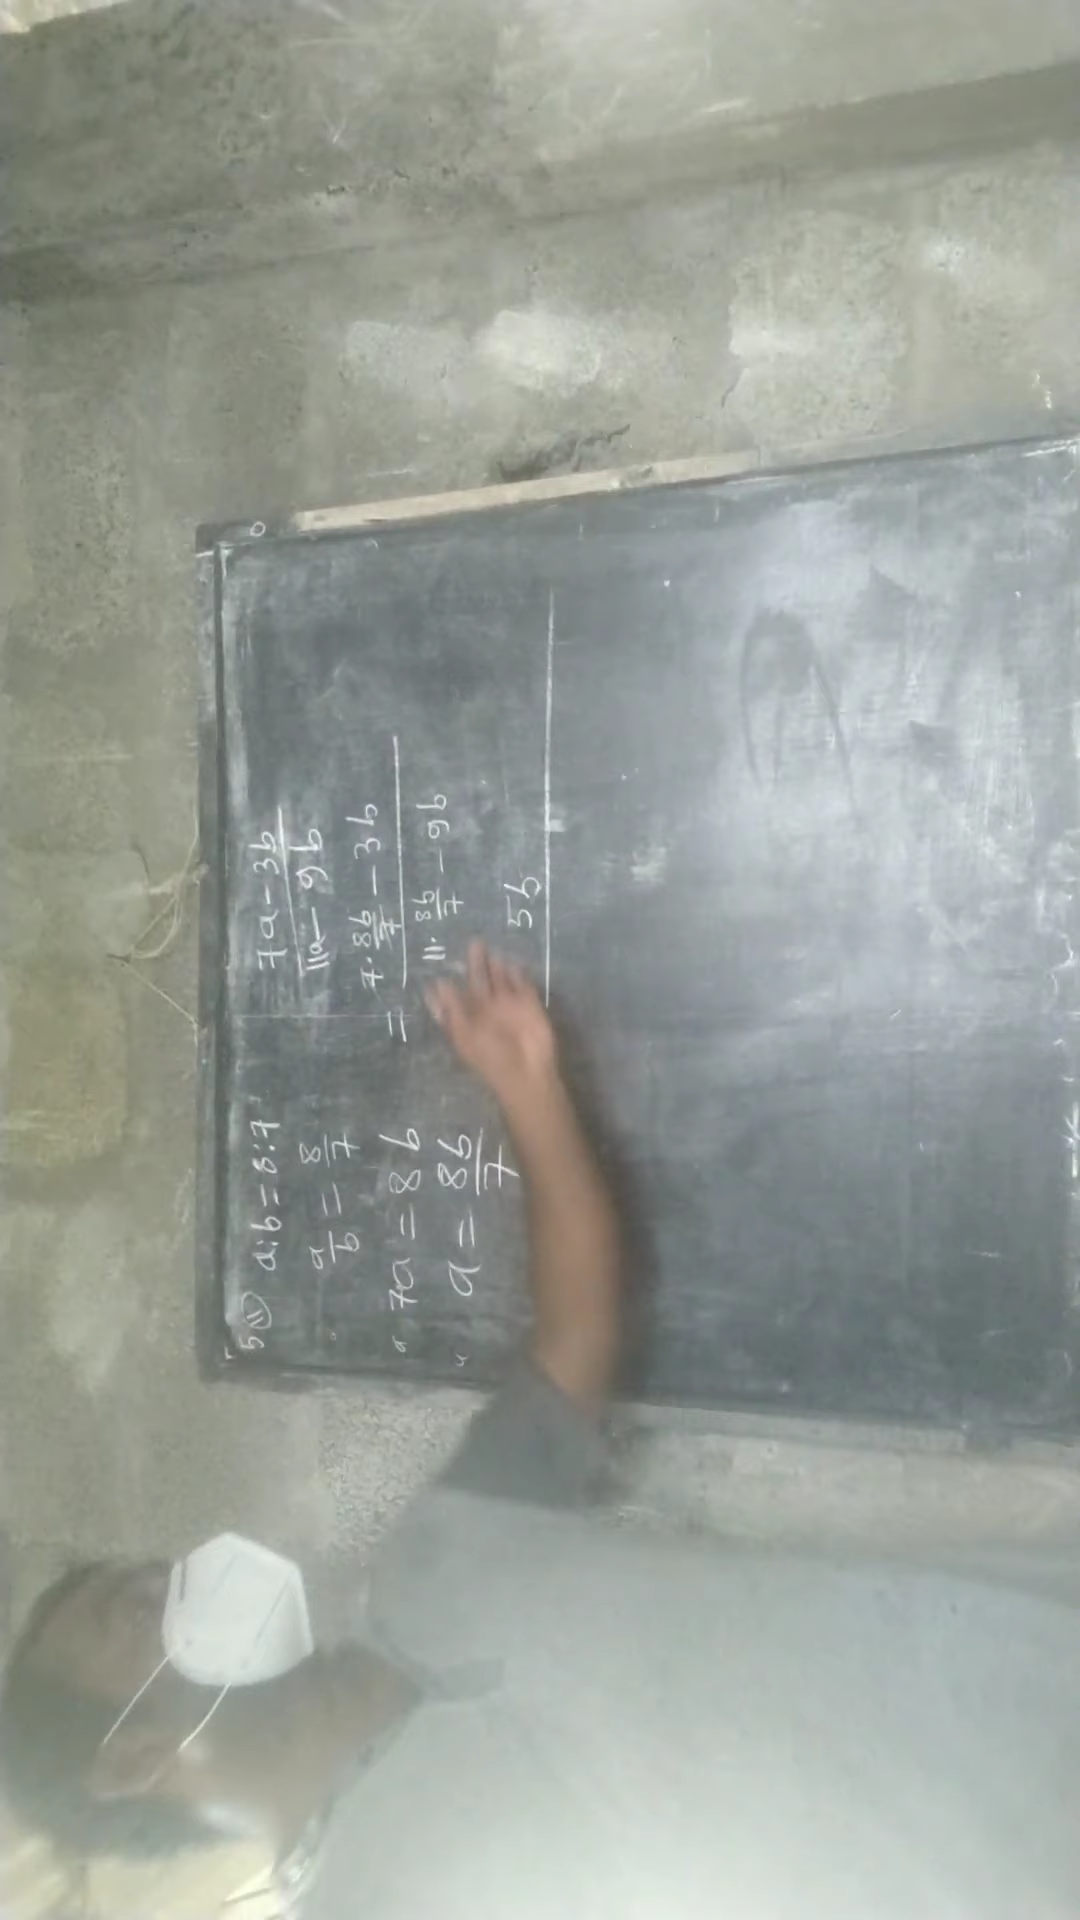 5 (ii) a:b = 8:7
a/b = 8/7
7a = 8b
a = 8b/7
7a - 3b
11a - 9b
= 7. 8b/7 - 3b
11. 8b/7 - 9b
5b